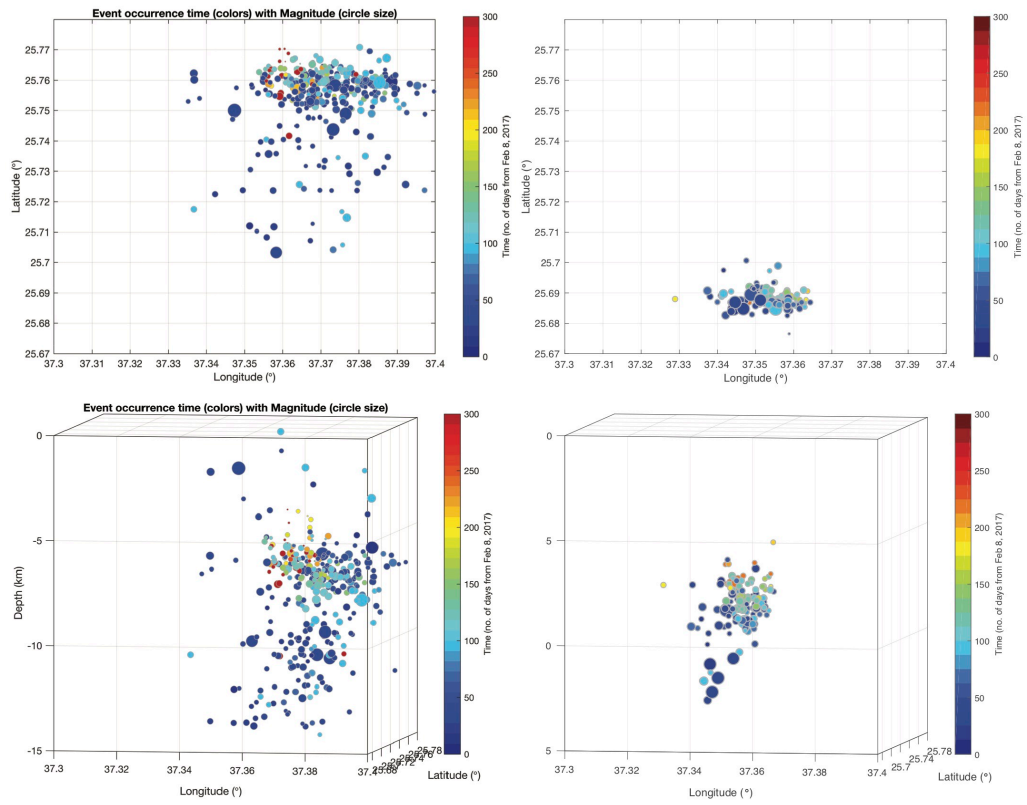 Event occurrence time (colors) with Magnitude (circle size)
25.77
25.76
25.75
25.74
25.73
25.72
25.71
25.7
25.69
25.68
25.67
Latitude (°)
37.3 37.31 37.32 37.33 37.34 37.35 37.36 37.37 37.38 37.39 37.4
Longitude (°)
300
250
200
150
100
50
0
Time (no. of days from Feb 8, 2017)
25.77
25.76
25.75
25.74
25.73
25.72
25.71
25.7
25.69
25.68
25.67
Latitude (°)
37.3 37.31 37.32 37.33 37.34 37.35 37.36 37.37 37.38 37.39 37.4
Longitude (°)
300
250
200
150
100
50
0
Time (no. of days from Feb 8, 2017)
Event occurrence time (colors) with Magnitude (circle size)
0
-5
-10
-15
Depth (km)
37.3 37.32 37.34 37.36 37.38 37.4
Longitude (°)
25.78
Latitude (°)
300
250
200
150
100
50
0
Time (no. of days from Feb 8, 2017)
0
5
0
5
37.3 37.32 37.34 37.36 37.38 37.4
Longitude (°)
25.7 25.74 25.78
Latitude (°)
300
250
200
150
100
50
0
Time (no. of days from Feb 8, 2017)